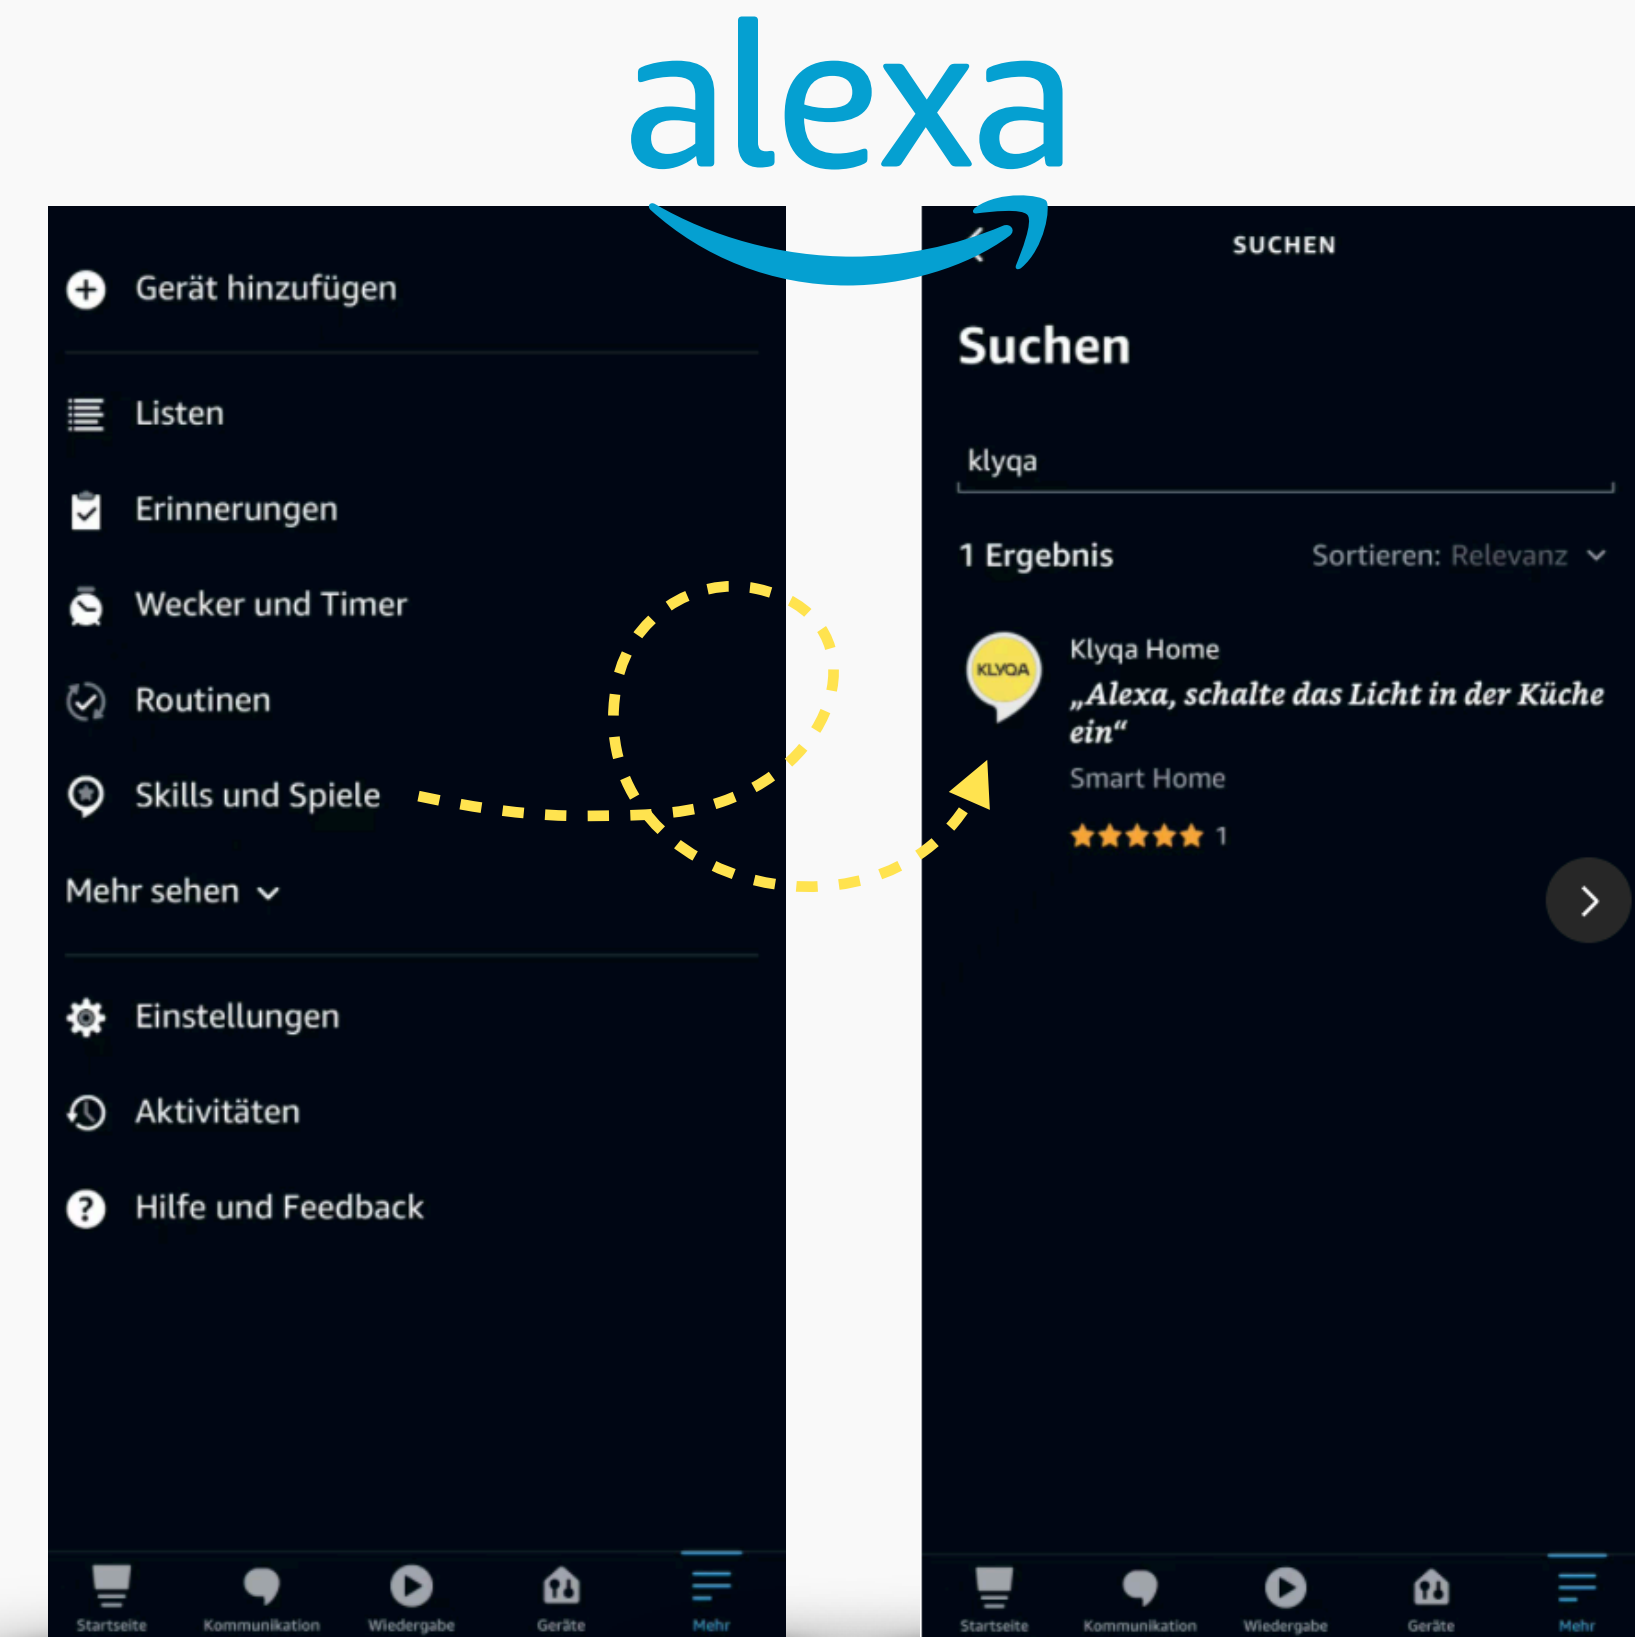 alexa
Gerät hinzufügen
Listen
Erinnerungen
Wecker und Timer
Routinen
Skills und Spiele
Mehr sehen
Einstellungen
Aktivitäten
Hilfe und Feedback
Startseite
Kommunikation
Wiedergabe
Geräte
Mehr
SUCHEN
Suchen
klyqa
1 Ergebnis
Sortieren: Relevanz
KLYQA
Klyqa Home
„Alexa, schalte das Licht in der Küche
ein“
Smart Home
1
Startseite
Kommunikation
Wiedergabe
Geräte
Mehr